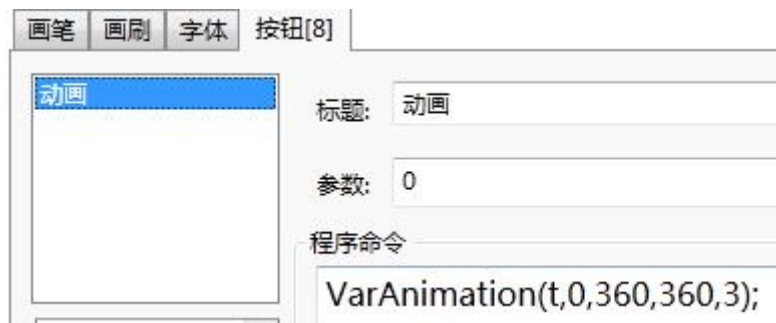 画笔 画刷 字体 按钮[8]
动画
标题: 动画
参数: 0
程序命令
VarAnimation(t,0,360,360,3);